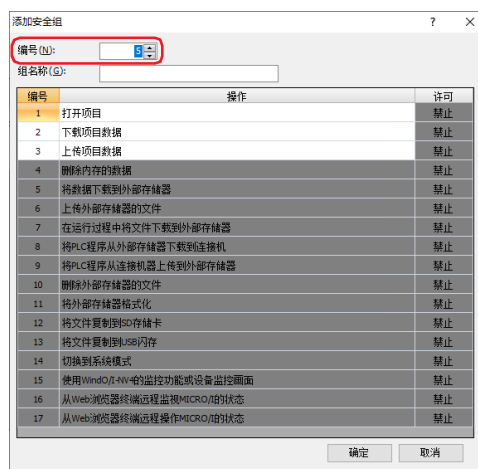 添加安全组 ? ×
编号(N): 5
组名称(G):
编号 操作 许可
1 打开项目 禁止
2 下载项目数据 禁止
3 上传项目数据 禁止
4 删除内存的数据 禁止
5 将数据下载到外部存储器 禁止
6 上传外部存储器的文件 禁止
7 在运行过程中将文件下载到外部存储器 禁止
8 将PLC程序从外部存储器下载到连接机 禁止
9 将PLC程序从连接机器上传到外部存储器 禁止
10 删除外部存储器的文件 禁止
11 将外部存储器格式化 禁止
12 将文件复制到SD存储卡 禁止
13 将文件复制到USB闪存 禁止
14 切换到系统模式 禁止
15 使用WindO/I-NV4的监控功能或设备监控画面 禁止
16 从Web浏览器终端远程监视MICRO/I的状态 禁止
17 从Web浏览器终端远程操作MICRO/I的状态 禁止
确定 取消